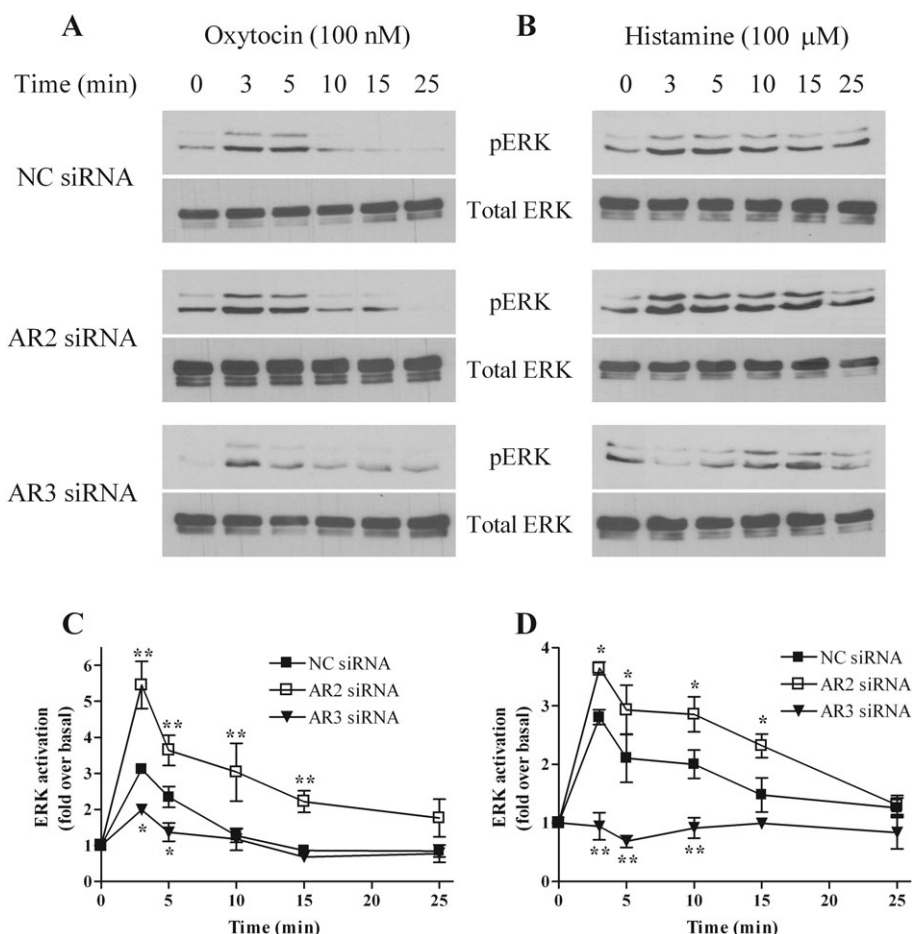 A
Oxytocin (100 nM)
B
Histamine (100 μM)
Time (min)
0 3 5 10 15 25
0 3 5 10 15 25
NC siRNA
pERK
Total ERK
AR2 siRNA
pERK
Total ERK
AR3 siRNA
pERK
Total ERK
C
ERK activation
(fold over basal)
6
4
2
1
0
** ** ** **
* *
NC siRNA
AR2 siRNA
AR3 siRNA
0 5 10 15 20 25
Time (min)
D
ERK activation
(fold over basal)
4
3
2
1
0
* * * *
** ** **
NC siRNA
AR2 siRNA
AR3 siRNA
0 5 10 15 20 25
Time (min)